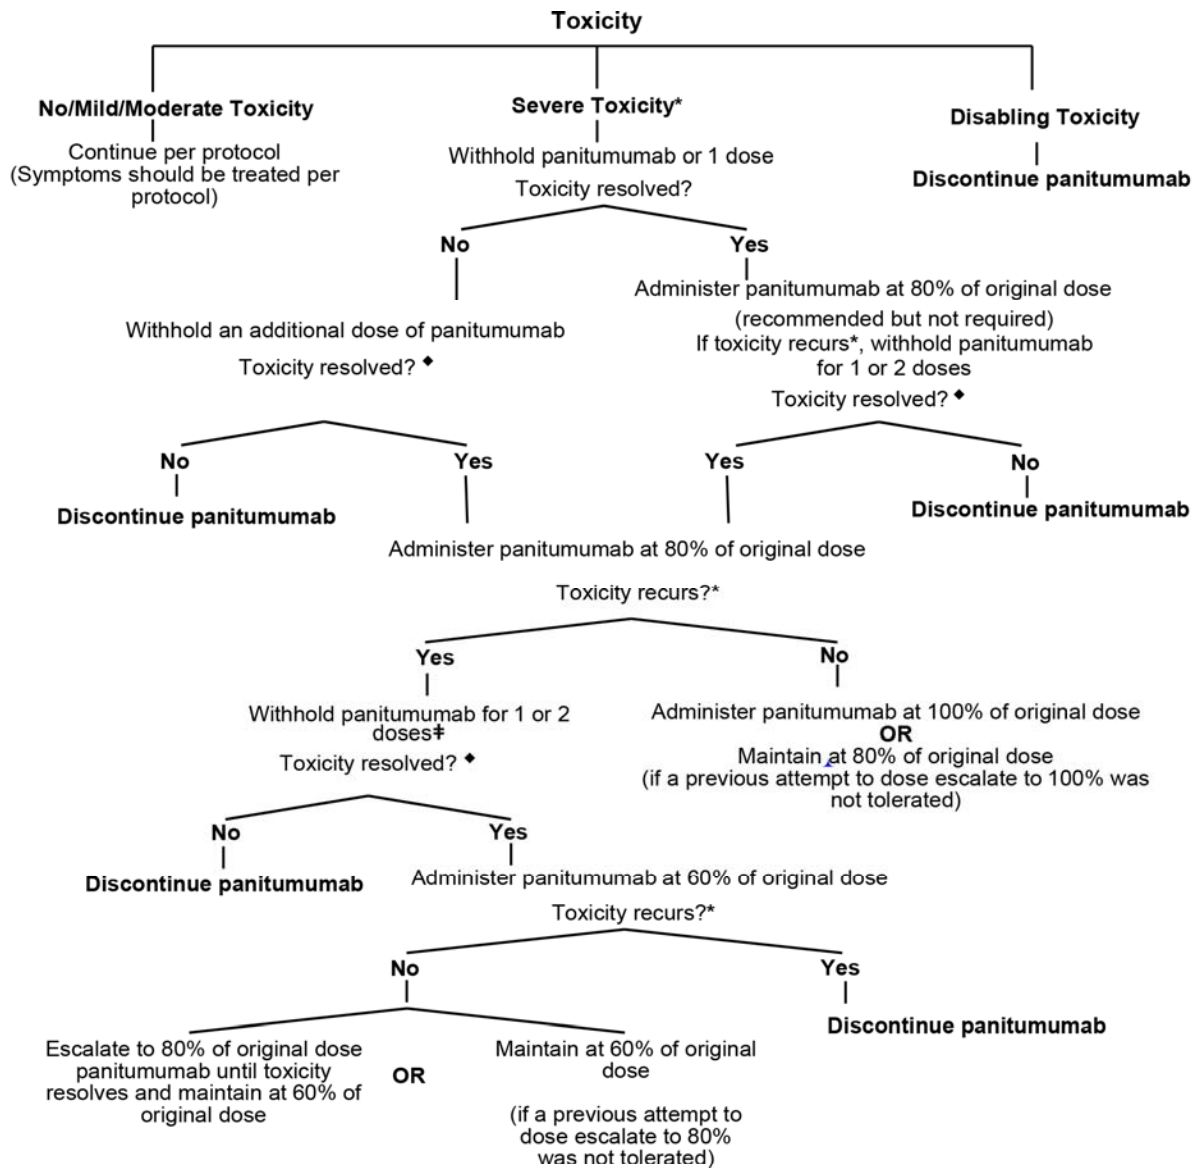 Toxicity
No/Mild/Moderate Toxicity
Continue per protocol
(Symptoms should be treated per
protocol)
Severe Toxicity*
Withhold panitumumab or 1 dose
Toxicity resolved?
Disabling Toxicity
Discontinue panitumumab
No
Yes
Withhold an additional dose of panitumumab
Toxicity resolved? ◆
Administer panitumumab at 80% of original dose
(recommended but not required)
If toxicity recurs*, withhold panitumumab
for 1 or 2 doses
Toxicity resolved? ◆
No
Yes
Yes
No
Discontinue panitumumab
Discontinue panitumumab
Administer panitumumab at 80% of original dose
Toxicity recurs?*
Yes
No
Withhold panitumumab for 1 or 2
doses‡
Toxicity resolved? ◆
Administer panitumumab at 100% of original dose
OR
Maintain at 80% of original dose
(if a previous attempt to dose escalate to 100% was
not tolerated)
No
Yes
Discontinue panitumumab
Administer panitumumab at 60% of original dose
Toxicity recurs?*
No
Yes
Discontinue panitumumab
Escalate to 80% of original dose
panitumumab until toxicity
resolves and maintain at 60% of
original dose
OR
Maintain at 60% of original
dose
(if a previous attempt to
dose escalate to 80%
was not tolerated)